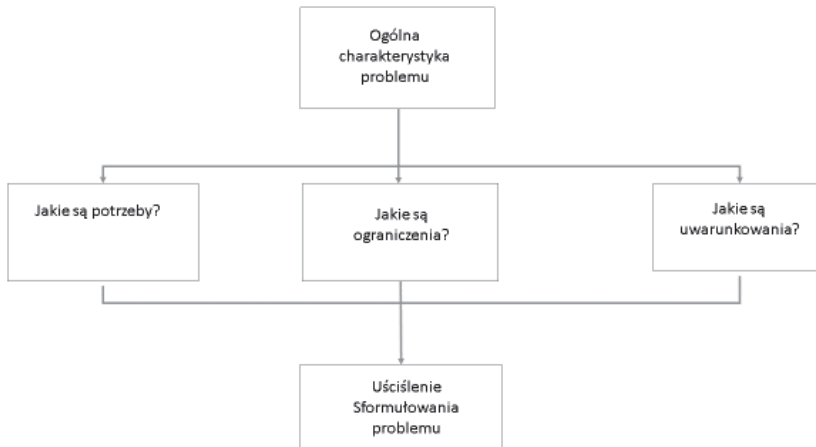 Ogólna
charakterystyka
problemu
Jakie są potrzeby?
Jakie są
ograniczenia?
Jakie są
uwarunkowania?
Uściślenie
Sformułowania
problemu